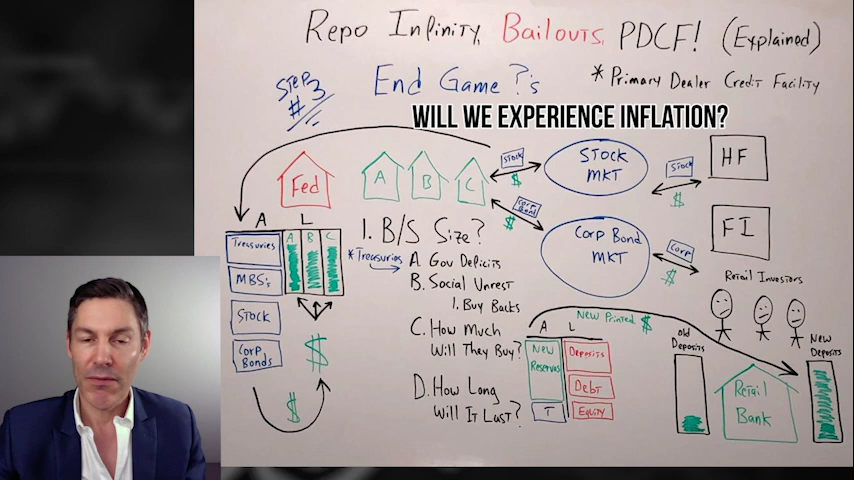 Repo Infinity, Bailouts, PDCF! (Explained)
Step #3
End Game ?'s
* Primary Dealer Credit Facility
WILL WE EXPERIENCE INFLATION?
Fed
A
B
C
Stock
$
Stock MKT
Stock
$
HF
Corp Bond
$
Corp Bond MKT
Corp
$
FI
A L
Treasuries
A B C
MBS's
Stock
Corp Bonds
$
$
1. B/S Size?
* Treasuries
A. Gov Deficits
B. Social Unrest
1. Buy Backs
C. How Much
Will They Buy?
D. How Long
Will It Last?
Retail Investors
New Printed $
A L
New Reserves
Deposits
Debt
T
Equity
Old Deposits
Retail Bank
New Deposits